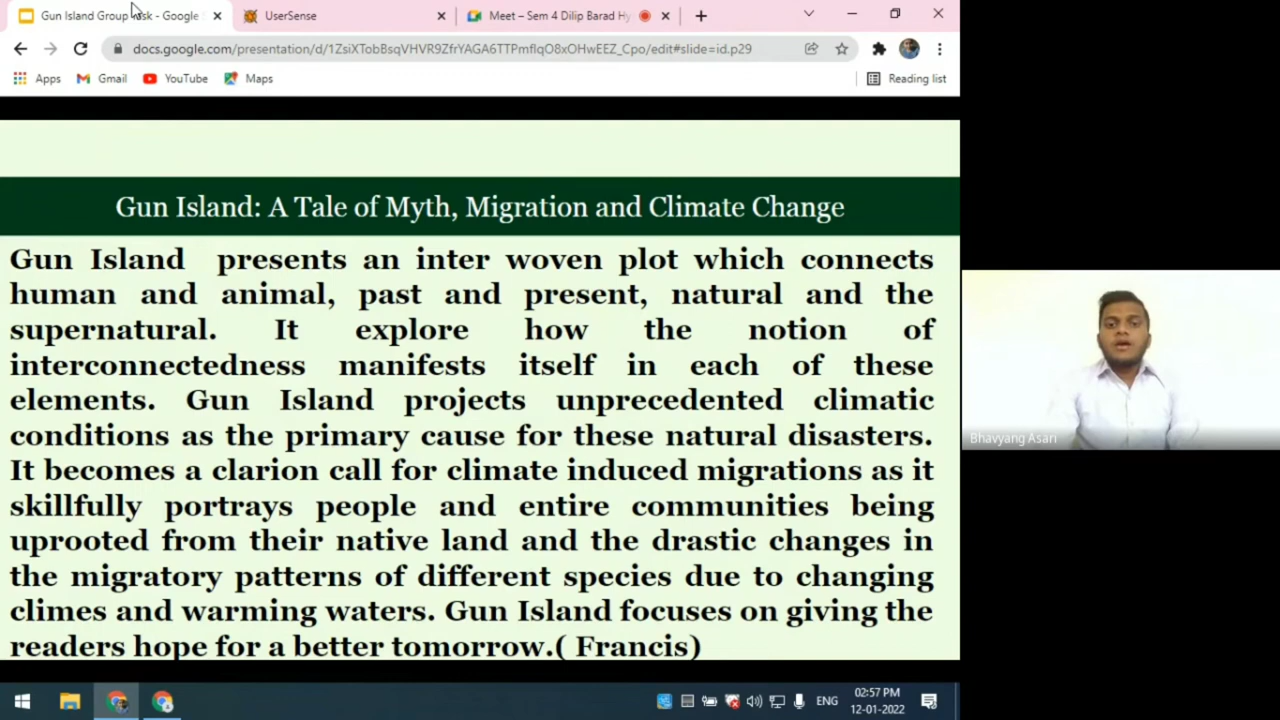 Gun Island Group Task - Google
UserSense
Meet – Sem 4 Dilip Barad Hy
docs.google.com/presentation/d/1ZsiXTobBsqVHVR9ZfrYAGA6TTPmflqO8xOHwEEZ_Cpo/edit#slide=id.p29
Apps Gmail YouTube Maps Reading list
Gun Island: A Tale of Myth, Migration and Climate Change
Gun Island presents an inter woven plot which connects
human and animal, past and present, natural and the
supernatural. It explore how the notion of
interconnectedness manifests itself in each of these
elements. Gun Island projects unprecedented climatic
conditions as the primary cause for these natural disasters.
It becomes a clarion call for climate induced migrations as it
skillfully portrays people and entire communities being
uprooted from their native land and the drastic changes in
the migratory patterns of different species due to changing
climes and warming waters. Gun Island focuses on giving the
readers hope for a better tomorrow.( Francis)
Bhavyang Asari
ENG
02:57 PM
12-01-2022